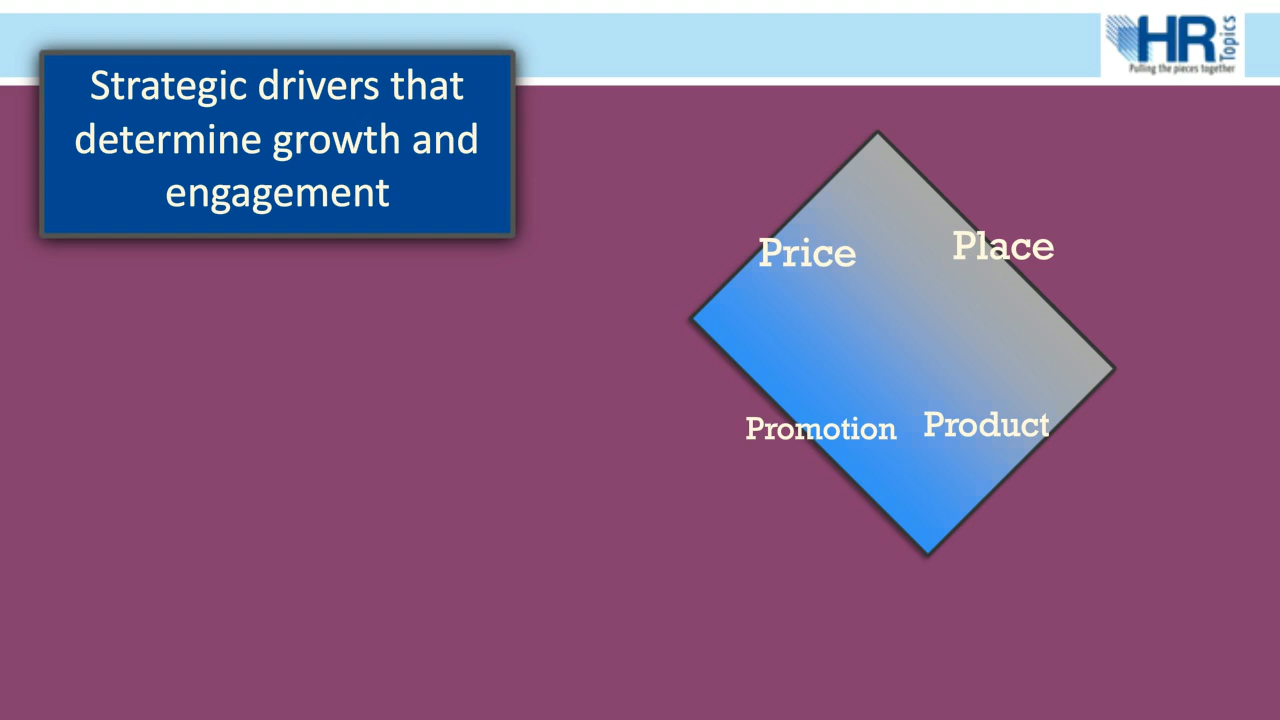 HR Topics
Pulling the pieces together
Strategic drivers that
determine growth and
engagement
Price
Place
Promotion
Product